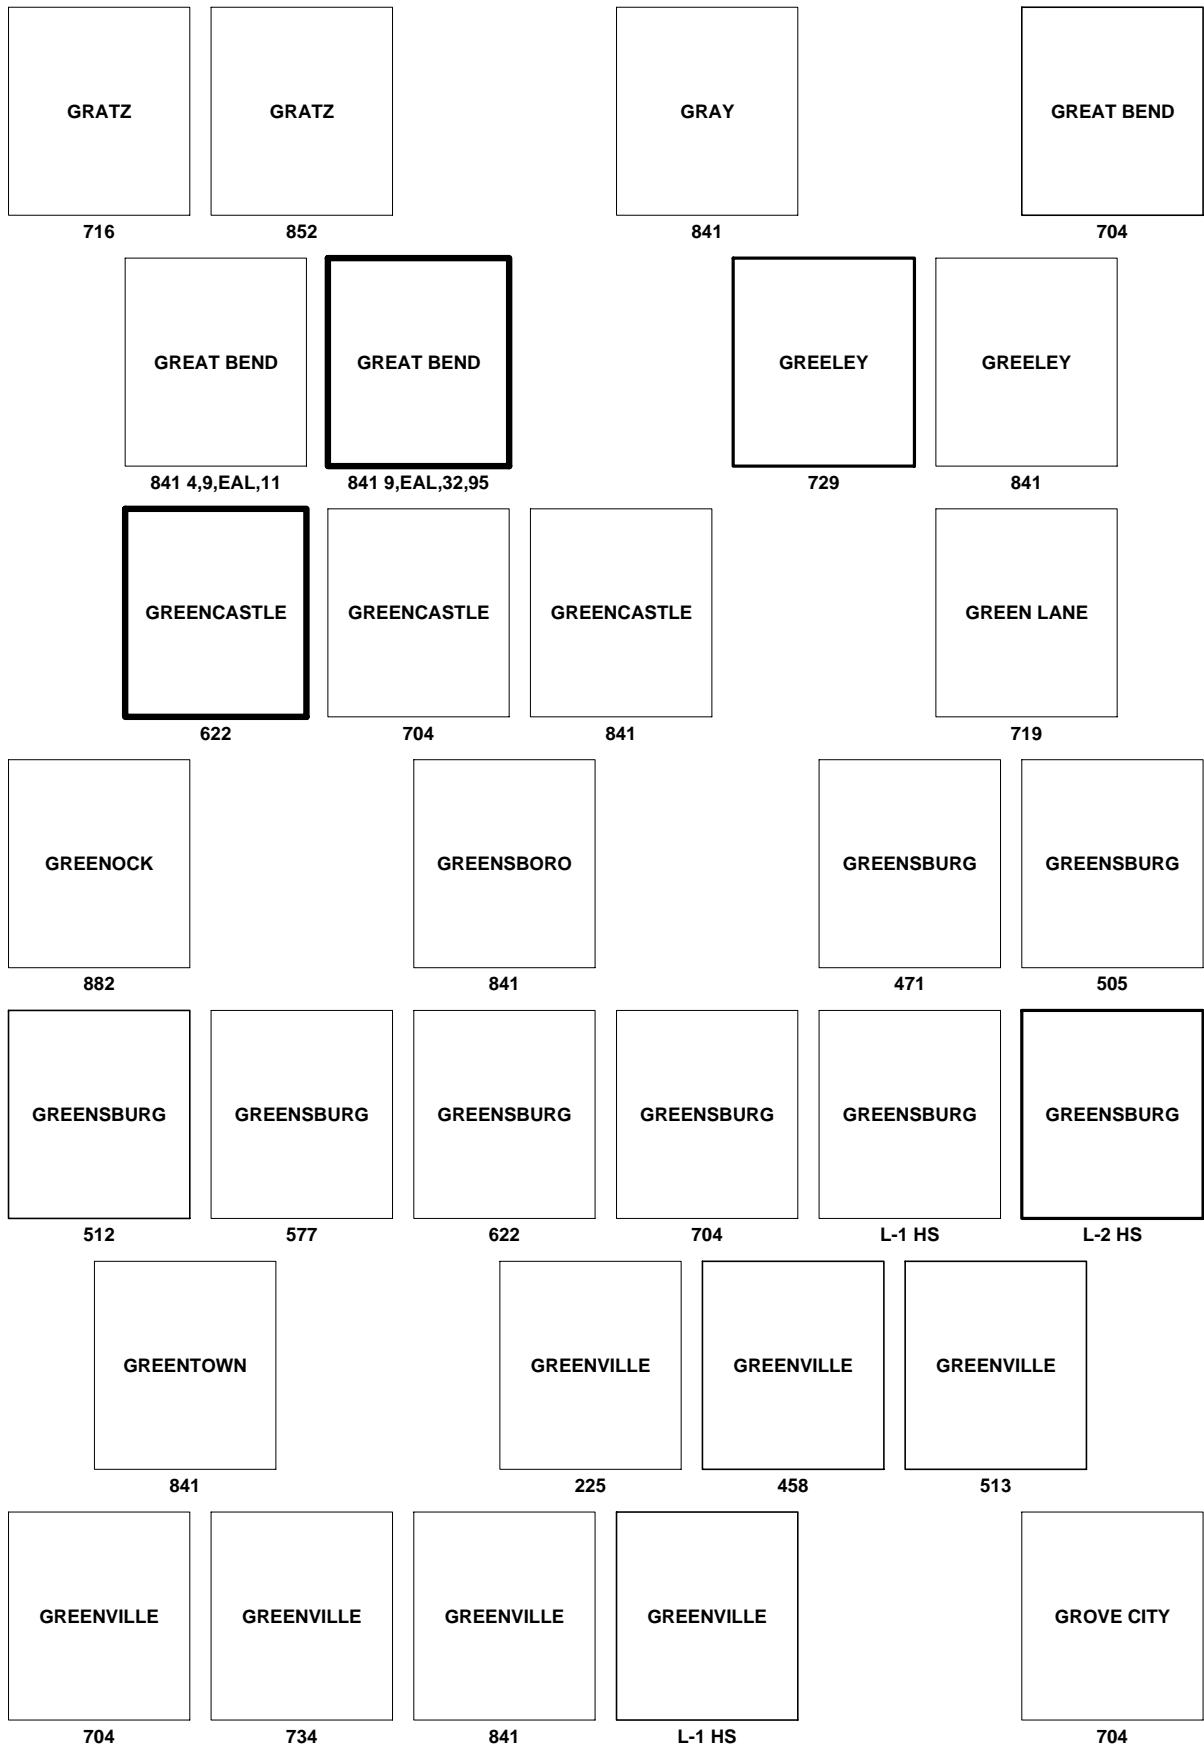 GRATZ GRATZ GRAY GREAT BEND
716 852 841 704
GREAT BEND GREAT BEND GREELEY GREELEY
841 4,9,EAL,11 841 9,EAL,32,95 729 841
GREENCASTLE GREENCASTLE GREENCASTLE GREEN LANE
622 704 841 719
GREENOCK GREENSBORO GREENSBURG GREENSBURG
882 841 471 505
GREENSBURG GREENSBURG GREENSBURG GREENSBURG GREENSBURG GREENSBURG
512 577 622 704 L-1 HS L-2 HS
GREENTOWN GREENVILLE GREENVILLE GREENVILLE
841 225 458 513
GREENVILLE GREENVILLE GREENVILLE GREENVILLE GROVE CITY
704 734 841 L-1 HS 704